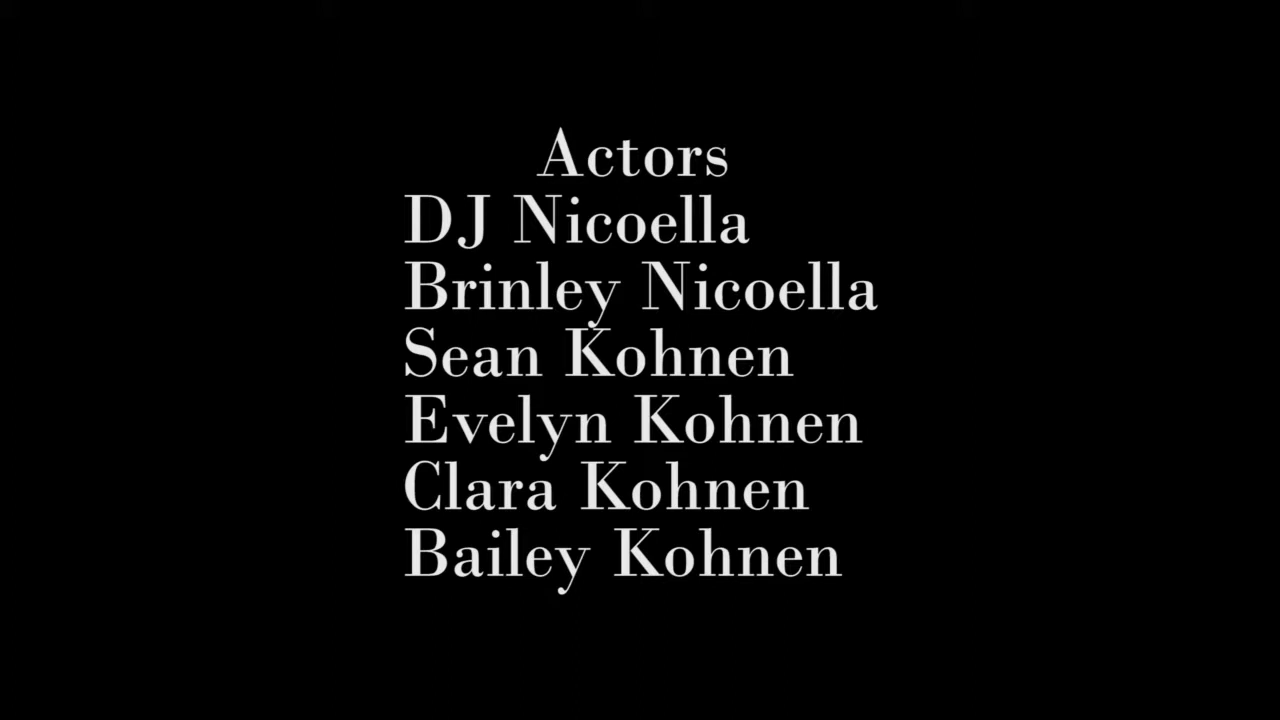 Actors
DJ Nicoella
Brinley Nicoella
Sean Kohnen
Evelyn Kohnen
Clara Kohnen
Bailey Kohnen